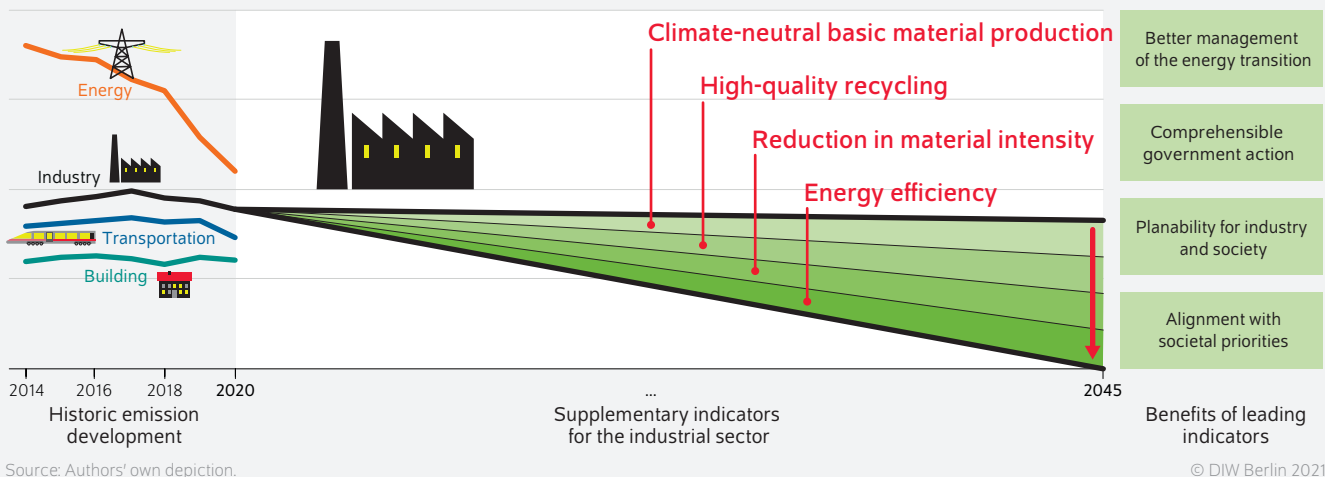 Climate-neutral basic material production
High-quality recycling
Reduction in material intensity
Energy efficiency
Energy
Industry
Transportation
Building
Better management
of the energy transition
Comprehensible
government action
Planability for industry
and society
Alignment with
societal priorities
2014 2016 2018 2020 ... 2045
Historic emission
development
Supplementary indicators
for the industrial sector
Benefits of leading
indicators
Source: Authors' own depiction.
© DIW Berlin 2021